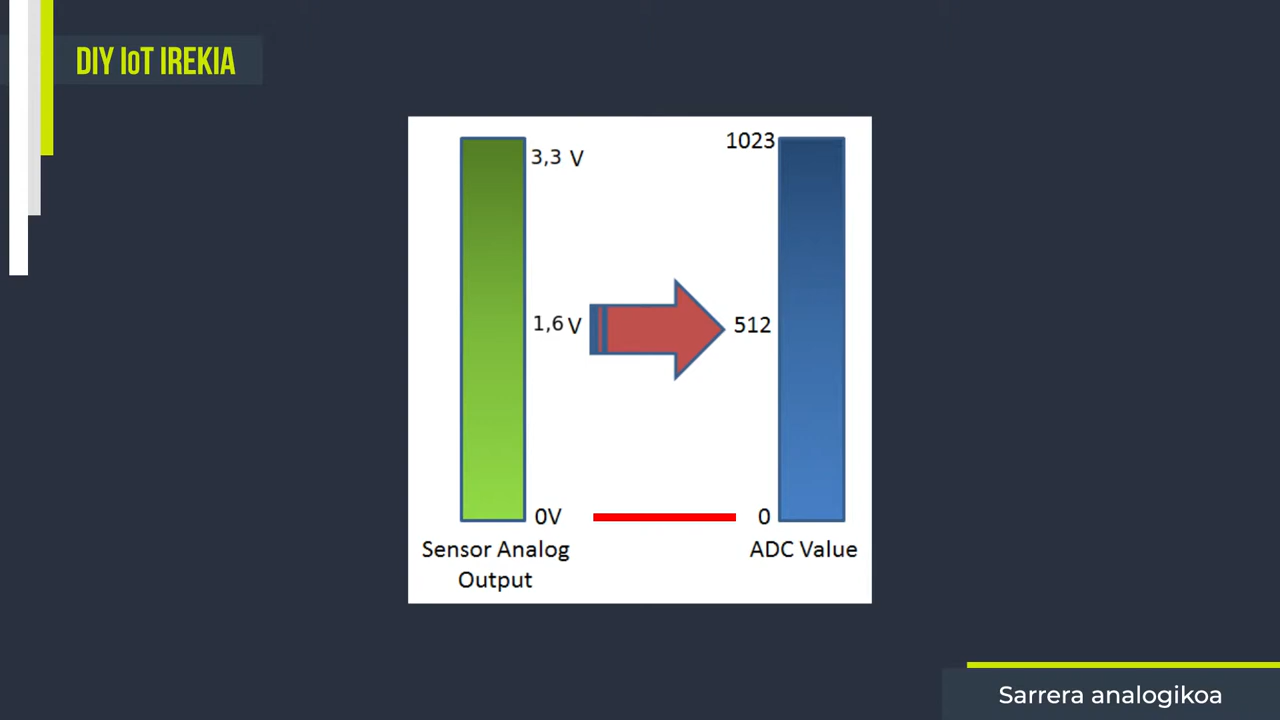 DIY IoT IREKIA
3,3 V
1023
1,6 V
512
0V
0
Sensor Analog
Output
ADC Value
Sarrera analogikoa